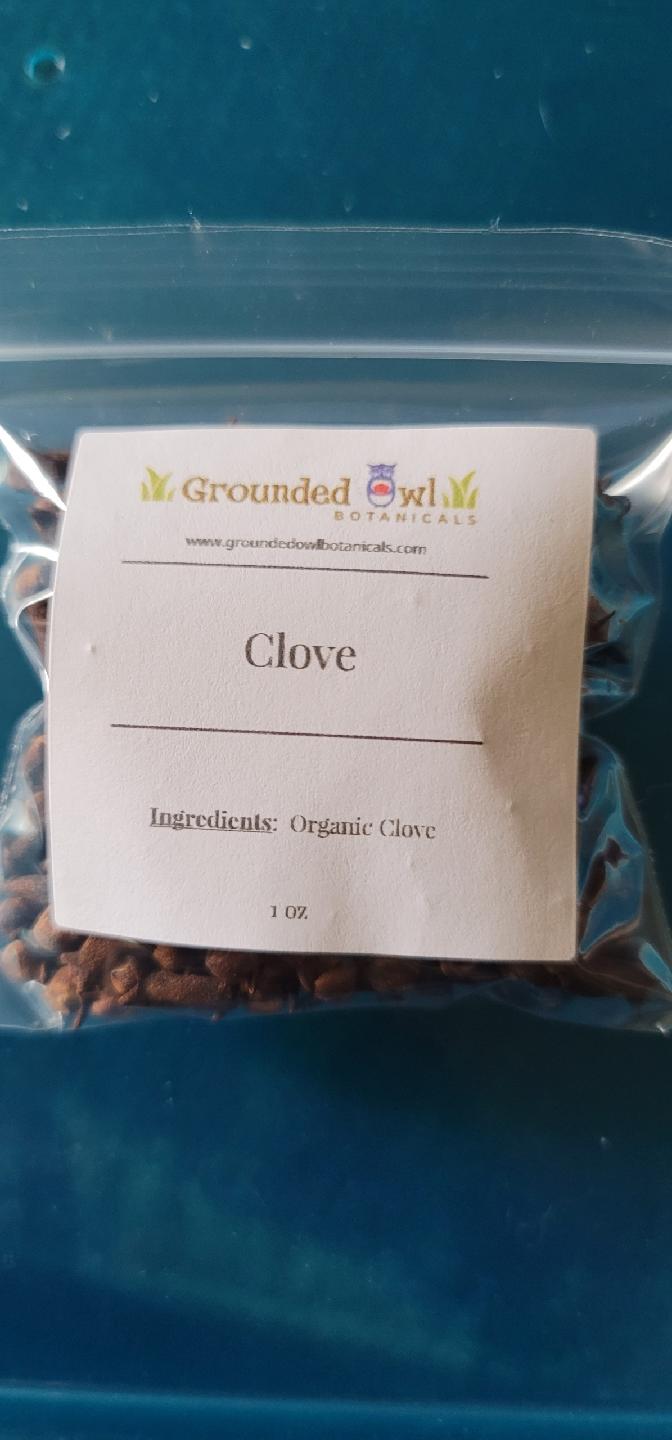 Grounded Owl
BOTANICALS
www.groundedowlbotanicals.com
Clove
Ingredients: Organic Clove
1 OZ